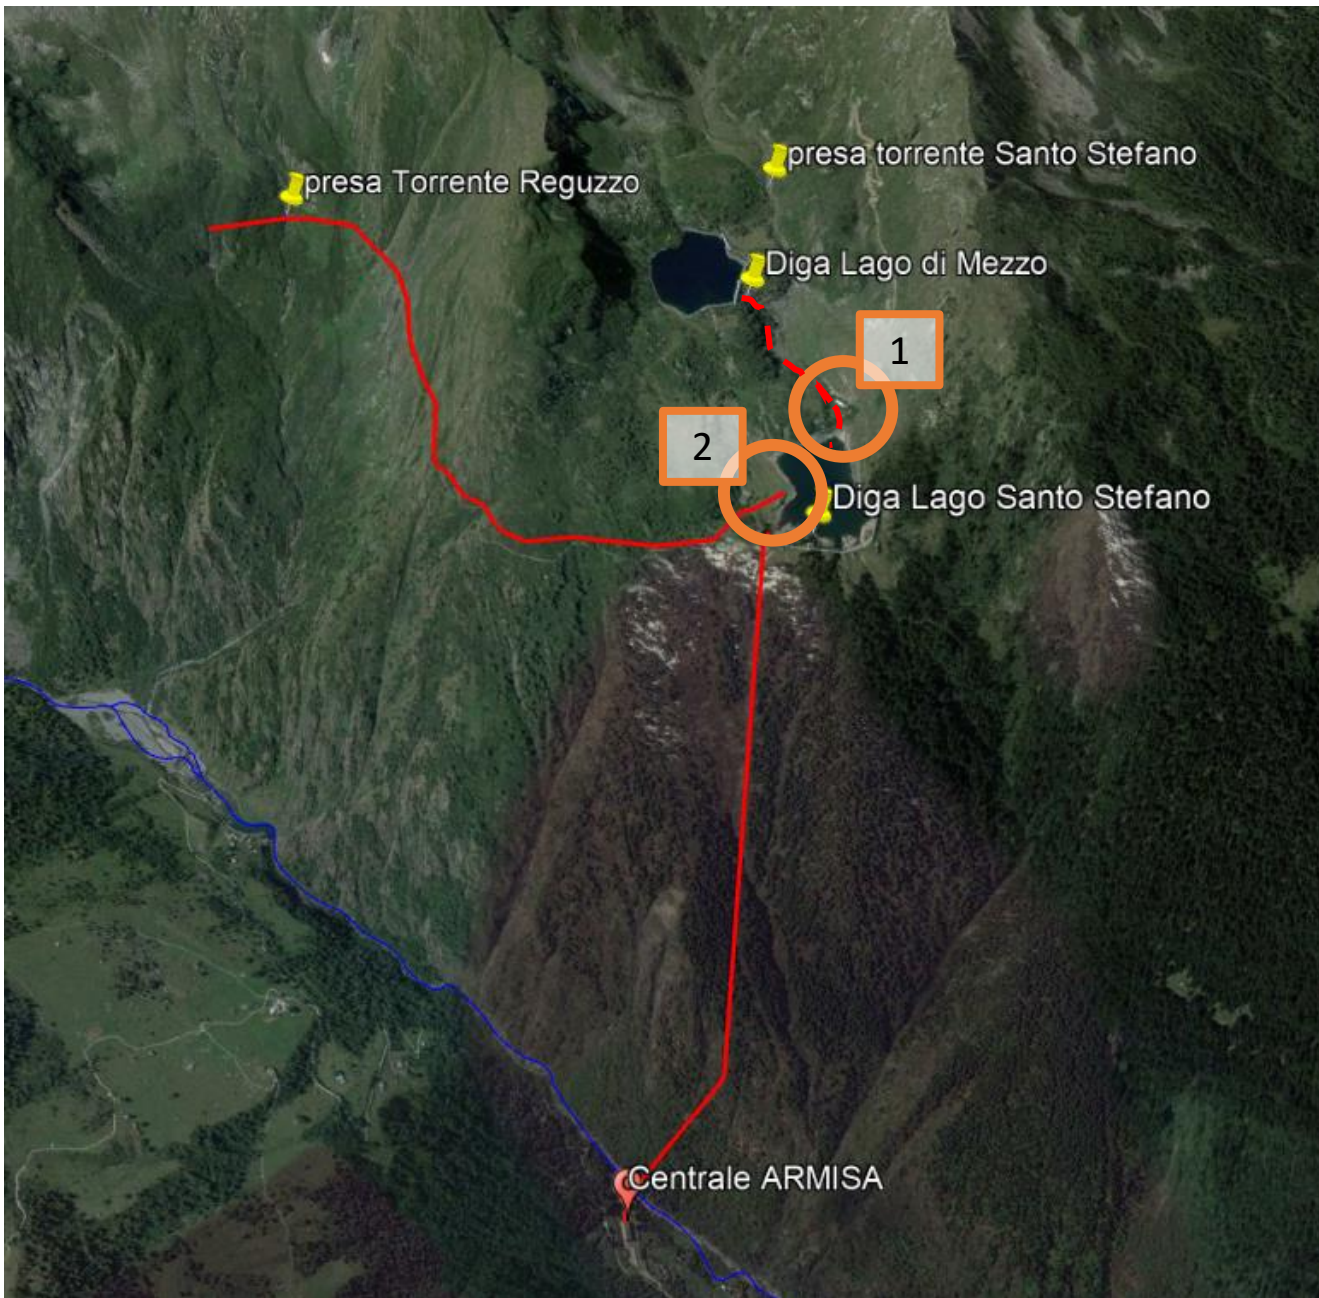 presa torrente Santo Stefano
presa Torrente Reguzzo
Diga Lago di Mezzo
1
2
Diga Lago Santo Stefano
Centrale ARMISA